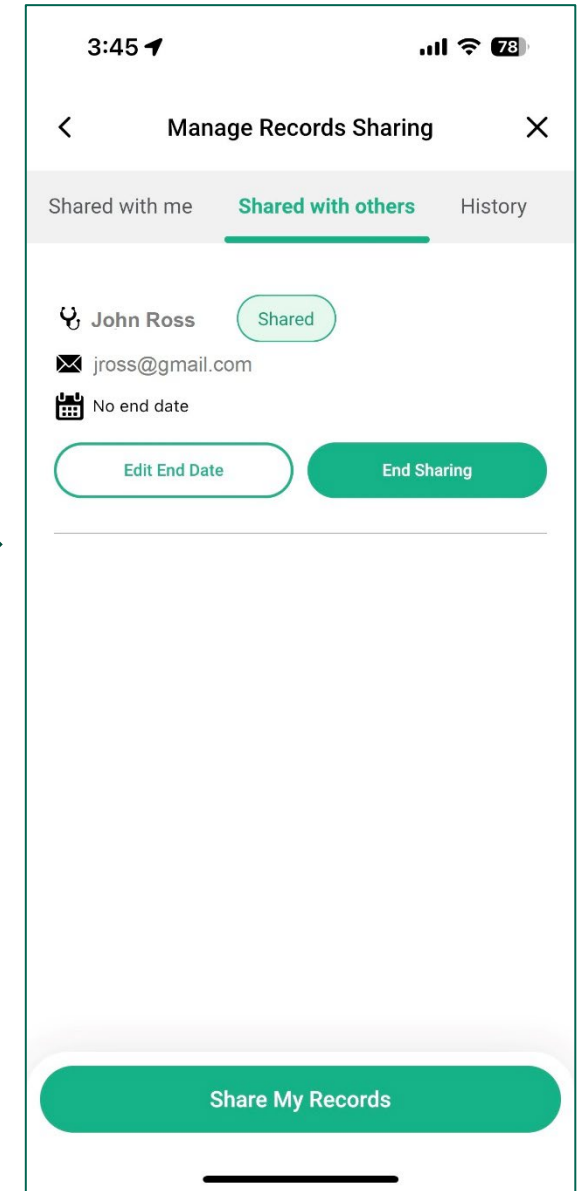 3:45
78
Manage Records Sharing
Shared with me Shared with others History
John Ross Shared
jross@gmail.com
No end date
Edit End Date End Sharing
Share My Records